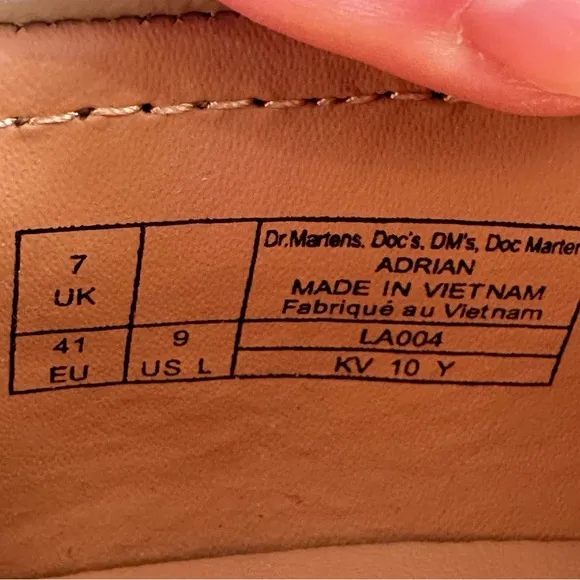 7
UK
41
EU
9
US L
Dr.Martens. Doc's. DM's, Doc Marten
ADRIAN
MADE IN VIETNAM
Fabriqué au Vietnam
LA004
KV 10 Y